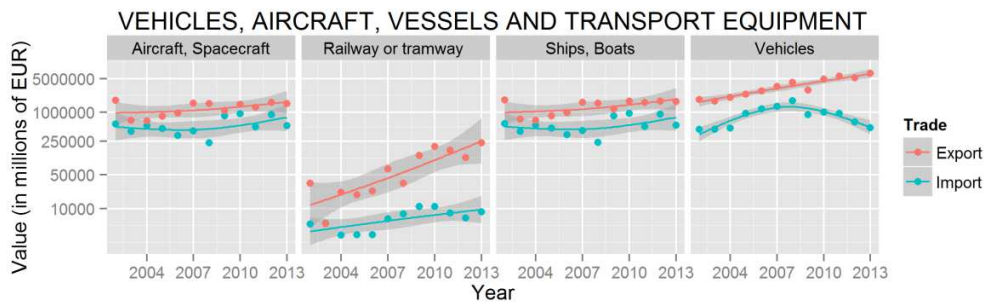 VEHICLES, AIRCRAFT, VESSELS AND TRANSPORT EQUIPMENT
Aircraft, Spacecraft
Railway or tramway
Ships, Boats
Vehicles
Value (in millions of EUR)
5000000
1000000
250000
50000
10000
2004 2007 2010 2013
2004 2007 2010 2013
2004 2007 2010 2013
2004 2007 2010 2013
Year
Trade
Export
Import